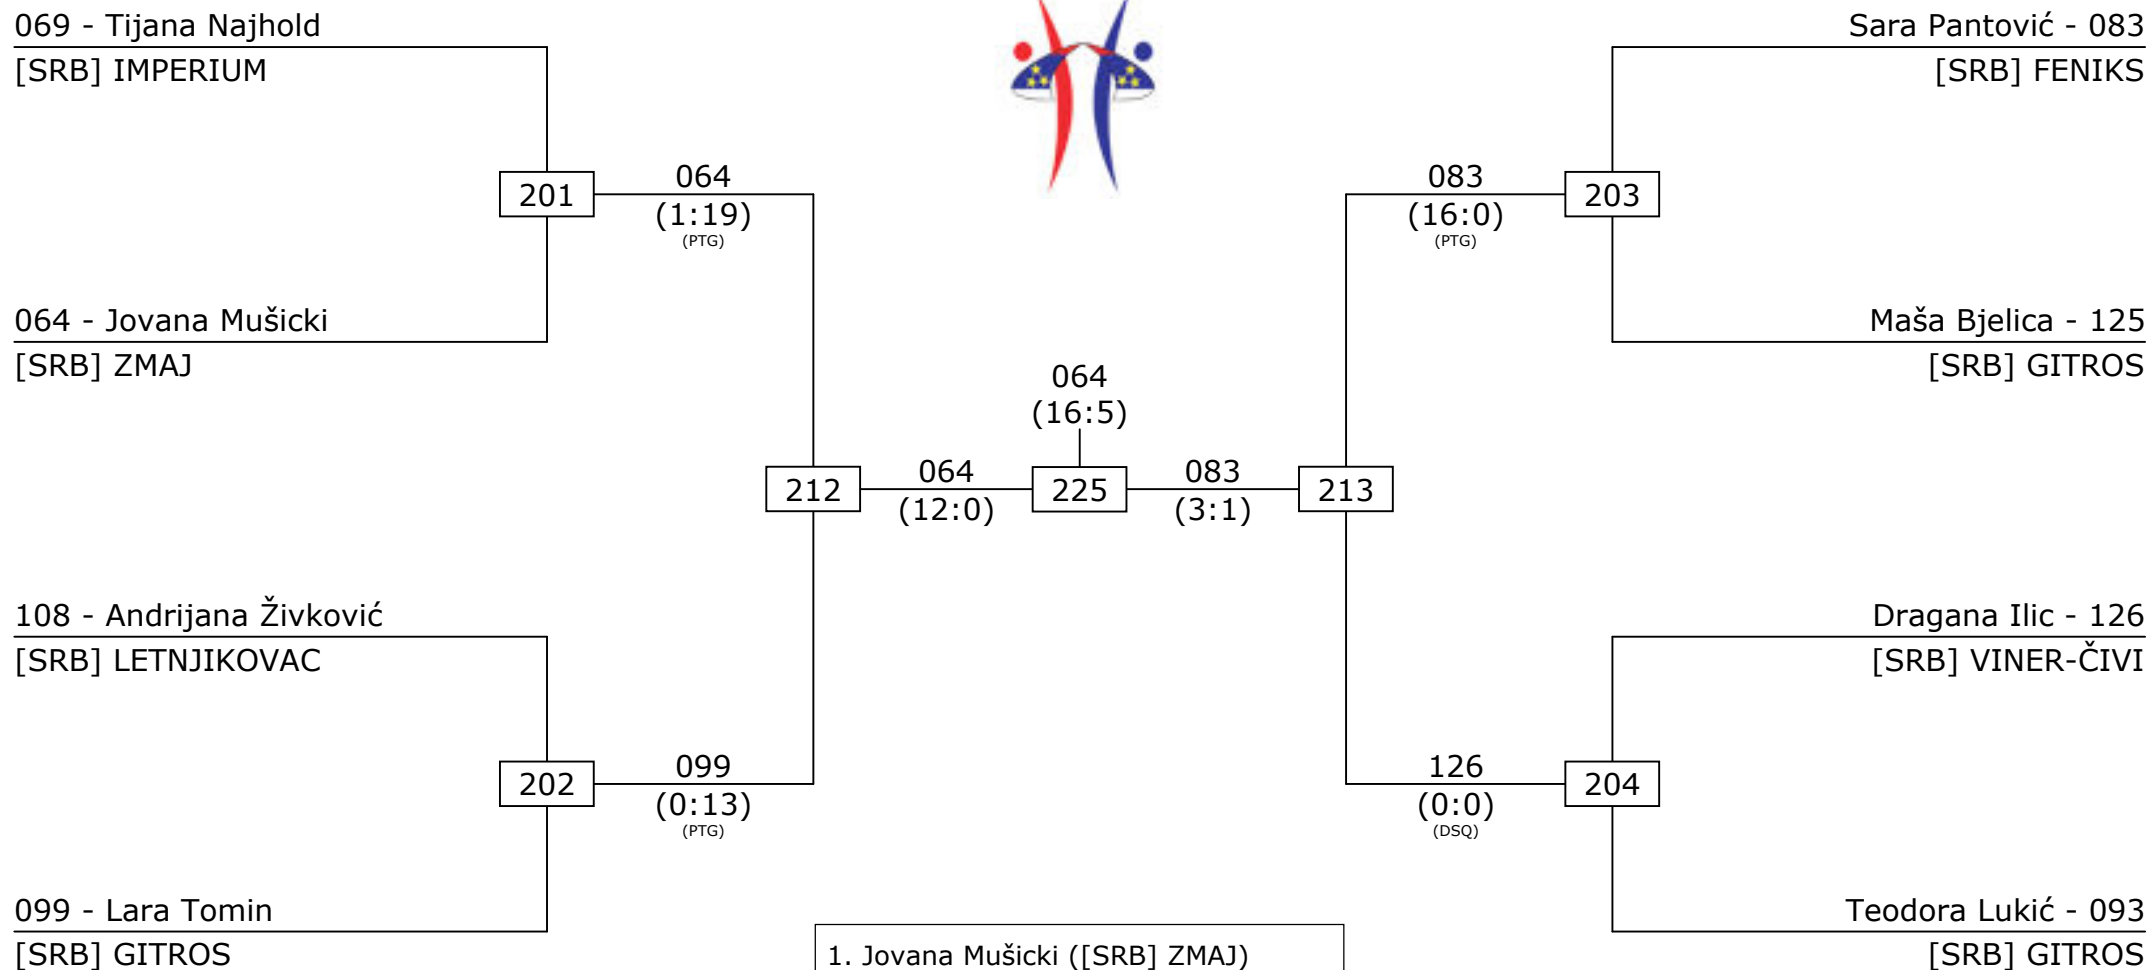 069 - Tijana Najhold
[SRB] IMPERIUM
Sara Pantović - 083
[SRB] FENIKS
201
064
(1:19)
(PTG)
083
(16:0)
(PTG)
203
064 - Jovana Mušicki
[SRB] ZMAJ
Maša Bjelica - 125
[SRB] GITROS
064
(16:5)
212
064
(12:0)
225
083
(3:1)
213
108 - Andrijana Živković
[SRB] LETNJIKOVAC
Dragana Ilic - 126
[SRB] VINER-ČIVI
202
099
(0:13)
(PTG)
126
(0:0)
(DSQ)
204
099 - Lara Tomin
[SRB] GITROS
Teodora Lukić - 093
[SRB] GITROS
1. Jovana Mušicki ([SRB] ZMAJ)